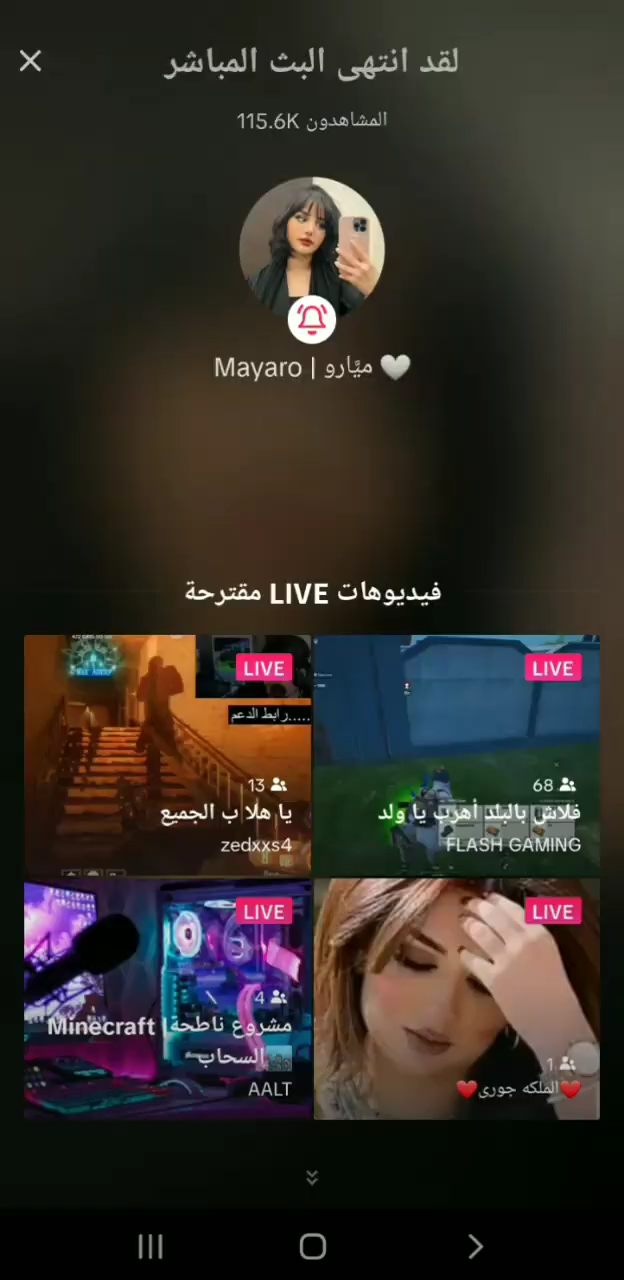 لقد انتهى البث المباشر
المشاهدون 115.6K
🤍 ميَّارو | Mayaro
فيديوهات LIVE مقترحة
LIVE
.....رابط الدعم
13
يا هلا ب الجميع
zedxxs4
LIVE
68
فلاش بالبلد أهرب يا ولد
FLASH GAMING
LIVE
4
مشروع ناطحة| Minecraft
السحاب
AALT
LIVE
1
❤️الملكه جورى❤️